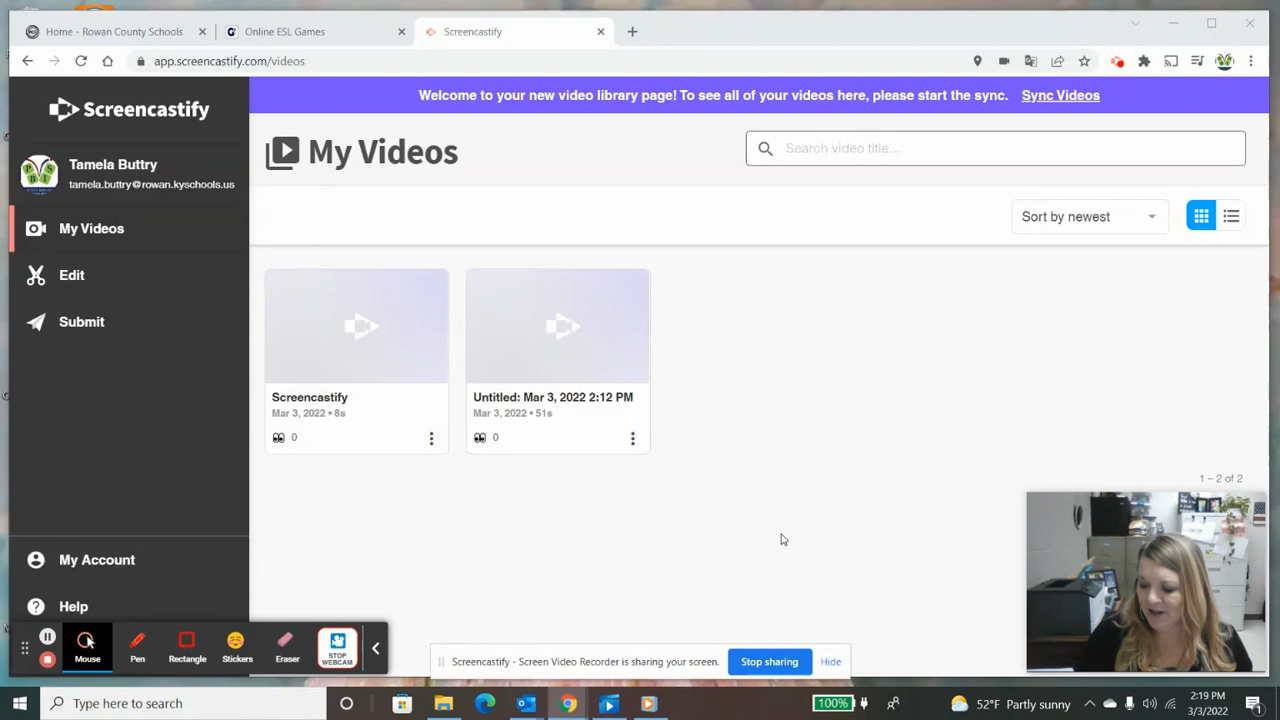 Home - Rowan County Schools
Online ESL Games
Screencastify
app.screencastify.com/videos
Screencastify
Welcome to your new video library page! To see all of your videos here, please start the sync. Sync Videos
Tamela Buttry
tamela.buttry@rowan.kyschools.us
My Videos
Search video title...
My Videos
Sort by newest
Edit
Submit
Screencastify
Mar 3, 2022 • 8s
0
Untitled: Mar 3, 2022 2:12 PM
Mar 3, 2022 • 51s
0
1 – 2 of 2
My Account
Help
Mouse
Pen
Rectangle
Stickers
Eraser
STOP
WEBCAM
Screencastify - Screen Video Recorder is sharing your screen.
Stop sharing
Hide
Type here to search
100%
52°F Partly sunny
2:19 PM
3/3/2022
1